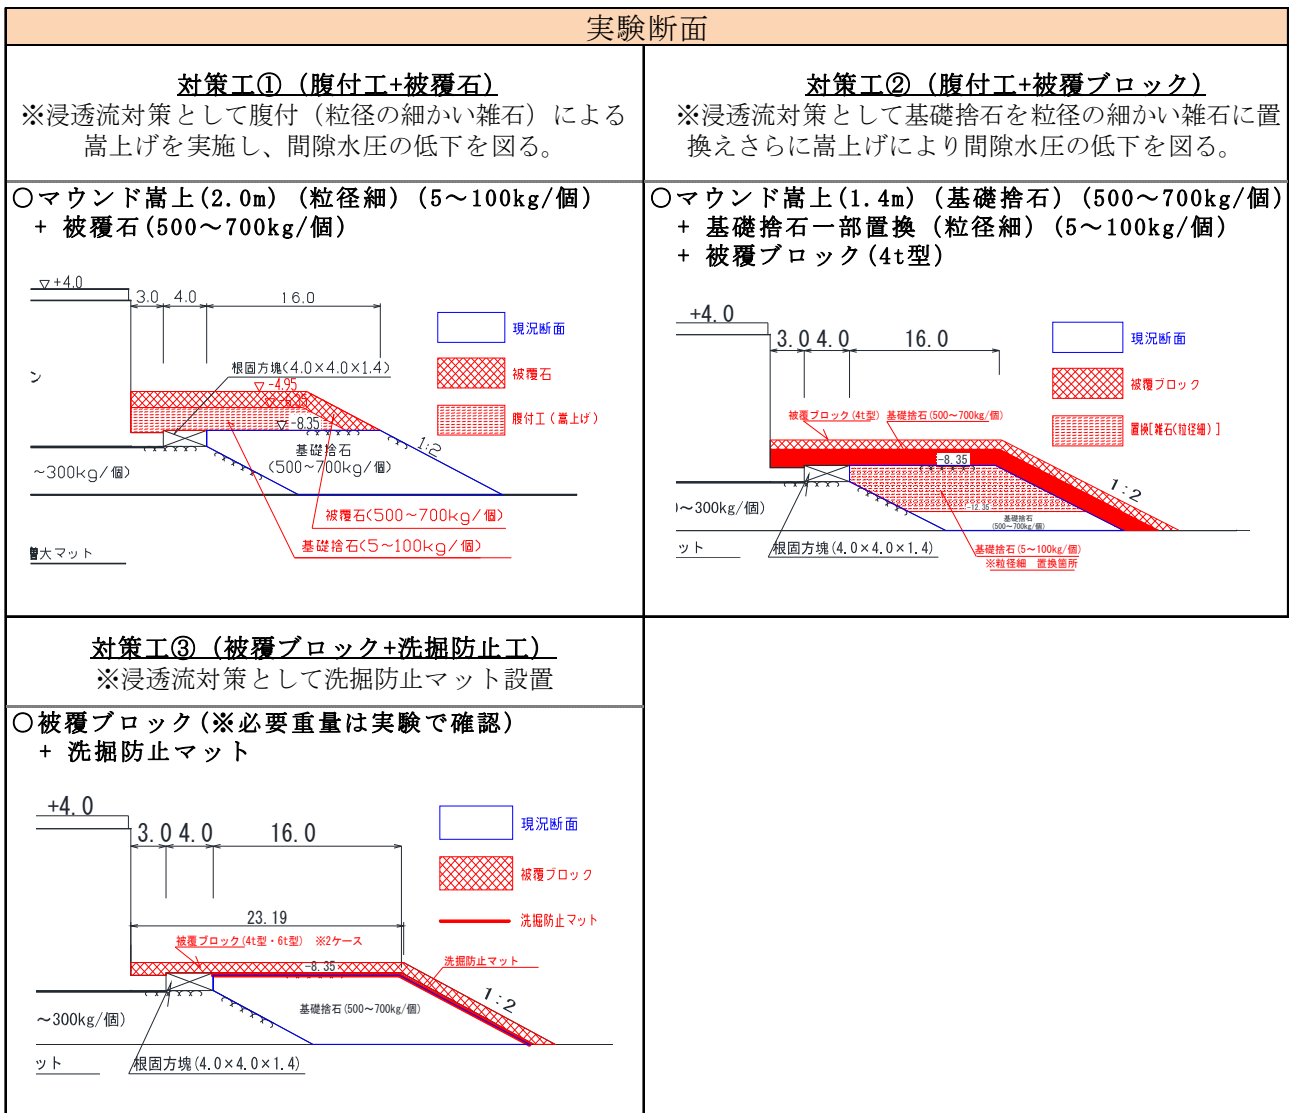 実験断面
対策工①（腹付工+被覆石）
※浸透流対策として腹付（粒径の細かい雑石）による
嵩上げを実施し、間隙水圧の低下を図る。
○マウンド嵩上(2.0m)（粒径細）(5～100kg/個)
+ 被覆石(500～700kg/個)
▽+4.0
3.0 4.0 16.0
現況断面
根固方塊(4.0×4.0×1.4)
被覆石
ン
▽-4.95
▽-6.35
腹付工（嵩上げ）
▽-8.35
1:2
基礎捨石
(500～700kg/個)
～300kg/個)
被覆石(500～700kg/個)
基礎捨石(5～100kg/個)
大マット
対策工②（腹付工+被覆ブロック）
※浸透流対策として基礎捨石を粒径の細かい雑石に置
換えさらに嵩上げにより間隙水圧の低下を図る。
○マウンド嵩上(1.4m)（基礎捨石）(500～700kg/個)
+ 基礎捨石一部置換（粒径細）(5～100kg/個)
+ 被覆ブロック(4t型)
+4.0
3.0 4.0 16.0
現況断面
被覆ブロック
被覆ブロック(4t型) 基礎捨石(500～700kg/個)
置換[雑石(粒径細)]
-8.35
1:2
-12.35
～300kg/個)
基礎捨石
(500～700kg/個)
ット
根固方塊(4.0×4.0×1.4)
基礎捨石(5～100kg/個)
※粒径細 置換箇所
対策工③（被覆ブロック+洗掘防止工）
※浸透流対策として洗掘防止マット設置
○被覆ブロック(※必要重量は実験で確認)
+ 洗掘防止マット
+4.0
3.0 4.0 16.0
現況断面
被覆ブロック
23.19
洗掘防止マット
被覆ブロック(4t型・6t型) ※2ケース
洗掘防止マット
-8.35
1:2
基礎捨石(500～700kg/個)
～300kg/個)
ット
根固方塊(4.0×4.0×1.4)